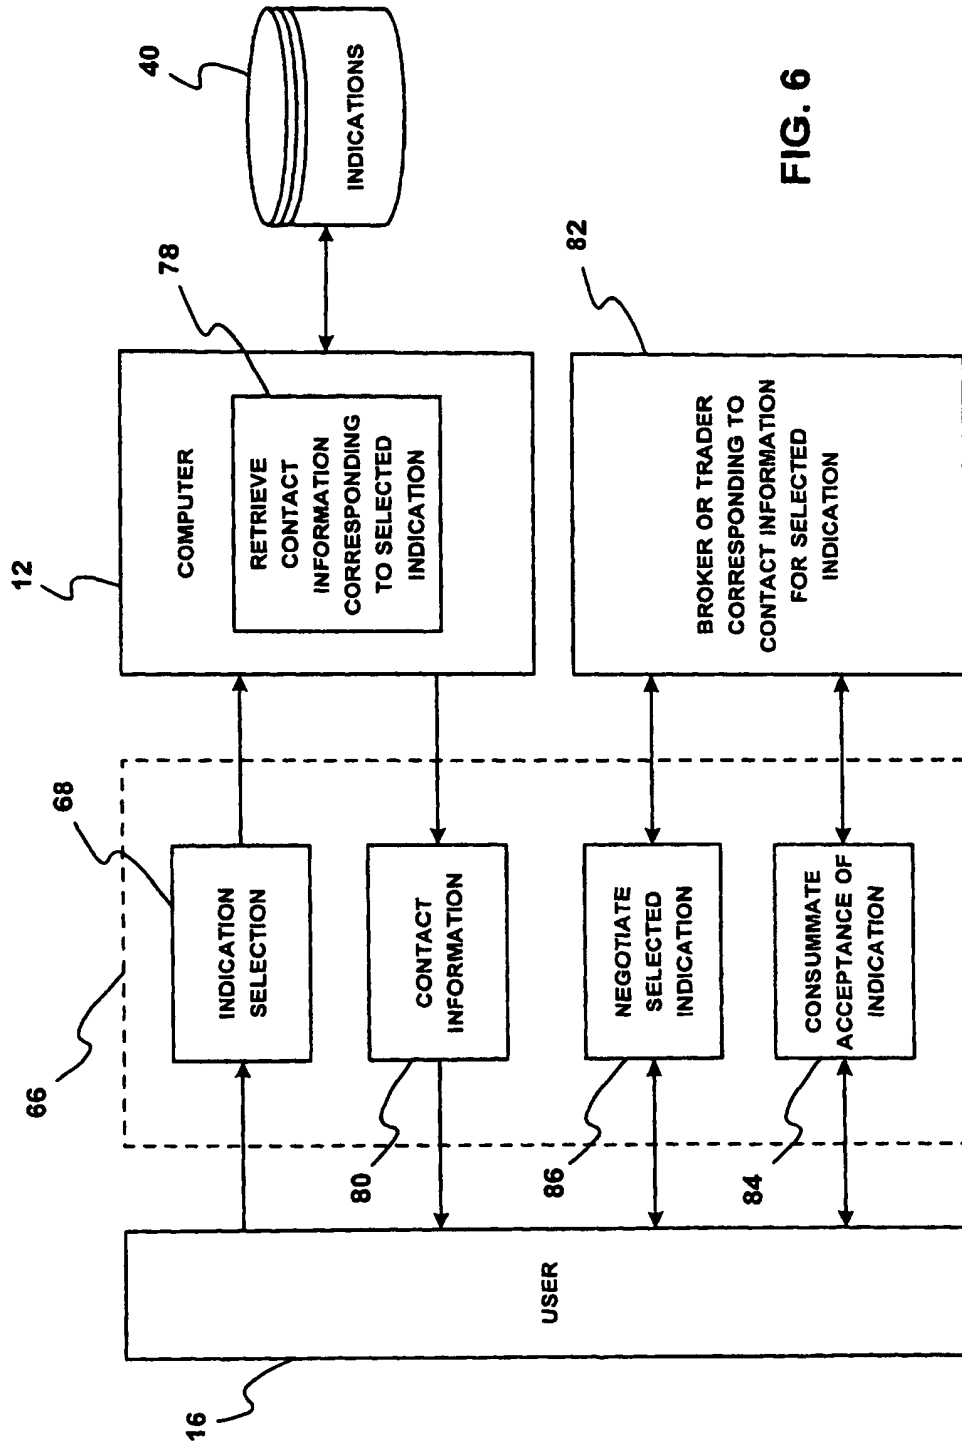 40
INDICATIONS
78
12
COMPUTER
RETRIEVE
CONTACT
INFORMATION
CORRESPONDING
TO SELECTED
INDICATION
FIG. 6
82
BROKER OR TRADER
CORRESPONDING TO
CONTACT INFORMATION
FOR SELECTED
INDICATION
66
68
INDICATION
SELECTION
CONTACT
INFORMATION
80
NEGOTIATE
SELECTED
INDICATION
86
CONSUMMATE
ACCEPTANCE OF
INDICATION
84
USER
16